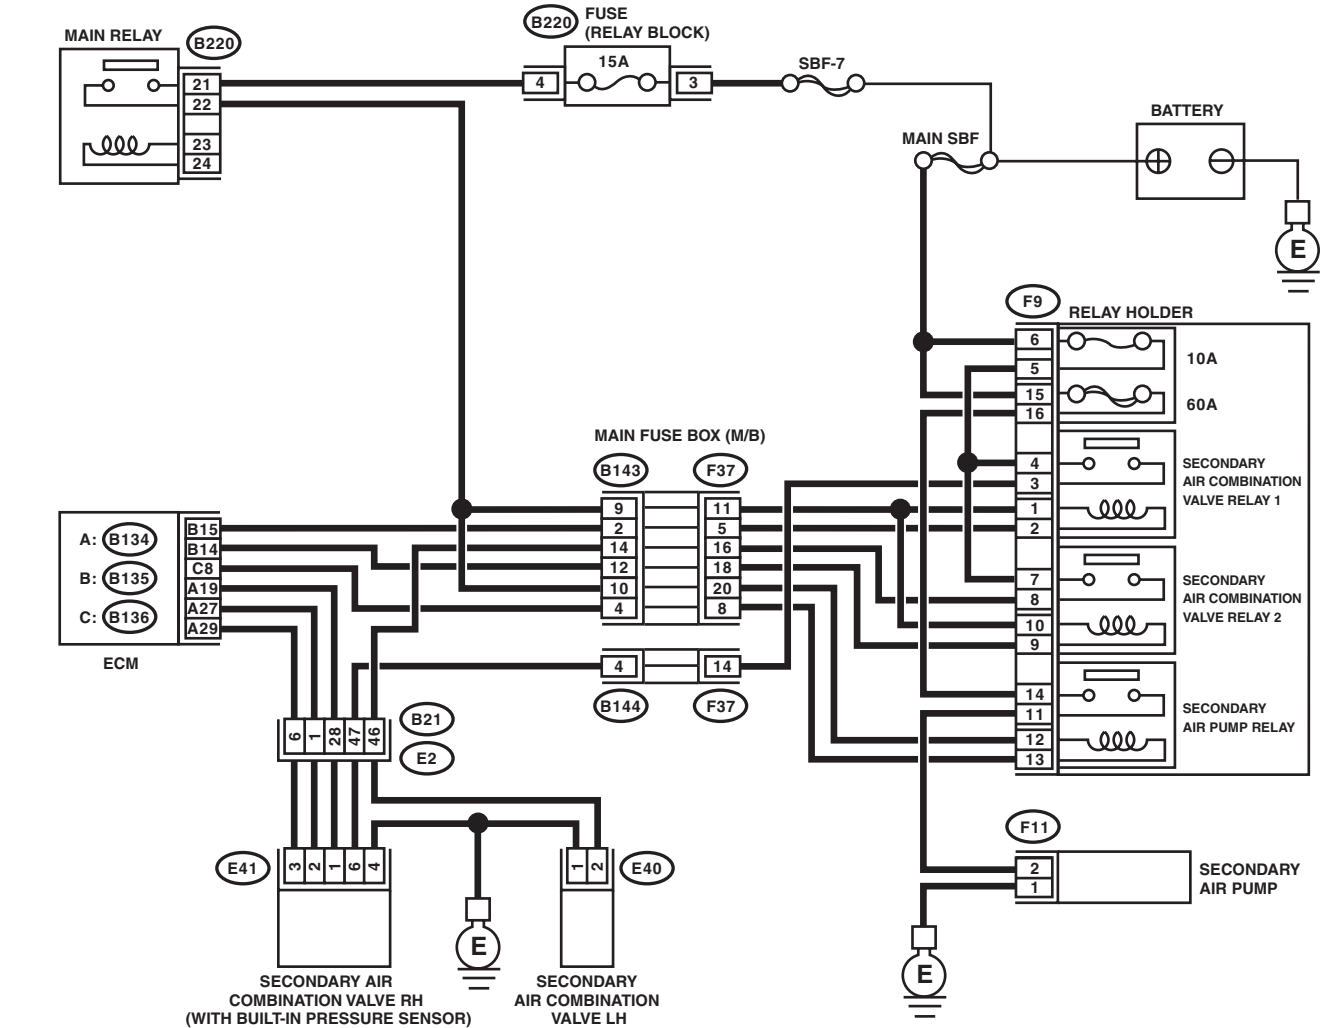 MAIN RELAY
B220
21
22
23
24
B220
FUSE
(RELAY BLOCK)
15A
4
3
SBF-7
MAIN SBF
BATTERY
E
F9
RELAY HOLDER
6
5
15
16
4
3
1
2
7
8
10
9
14
11
12
13
10A
60A
SECONDARY
AIR COMBINATION
VALVE RELAY 1
SECONDARY
AIR COMBINATION
VALVE RELAY 2
SECONDARY
AIR PUMP RELAY
MAIN FUSE BOX (M/B)
B143
F37
9
2
14
12
10
4
11
5
16
18
20
8
4
14
B144
F37
A: B134
B: B135
C: B136
B15
B14
C8
A19
A27
A29
ECM
6
1
28
47
46
B21
E2
E41
3
2
1
6
4
1
2
E40
E
SECONDARY AIR
COMBINATION VALVE RH
(WITH BUILT-IN PRESSURE SENSOR)
SECONDARY
AIR COMBINATION
VALVE LH
F11
2
1
SECONDARY
AIR PUMP
E